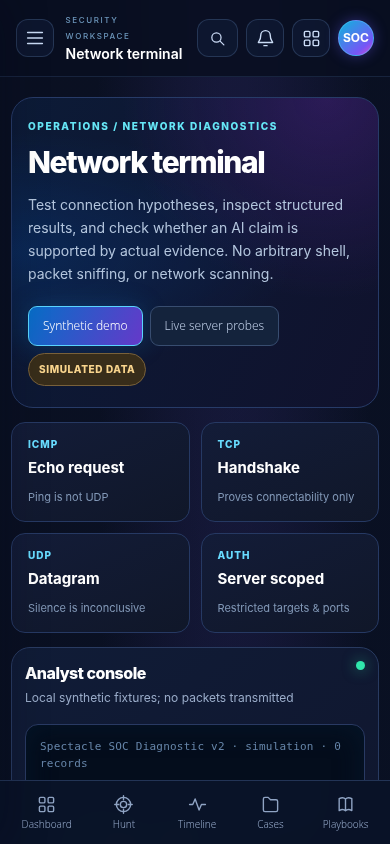 SECURITY
WORKSPACE
Network terminal
SOC
OPERATIONS / NETWORK DIAGNOSTICS
Network terminal
Test connection hypotheses, inspect structured
results, and check whether an AI claim is
supported by actual evidence. No arbitrary shell,
packet sniffing, or network scanning.
Synthetic demo
Live server probes
SIMULATED DATA
ICMP
Echo request
Ping is not UDP
TCP
Handshake
Proves connectability only
UDP
Datagram
Silence is inconclusive
AUTH
Server scoped
Restricted targets & ports
Analyst console
Local synthetic fixtures; no packets transmitted
Spectacle SOC Diagnostic v2 · simulation · 0
records
Dashboard
Hunt
Timeline
Cases
Playbooks